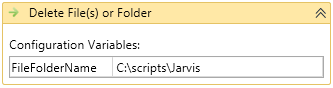 Delete File(s) or Folder
Configuration Variables:
FileFolderName C:\scripts\Jarvis